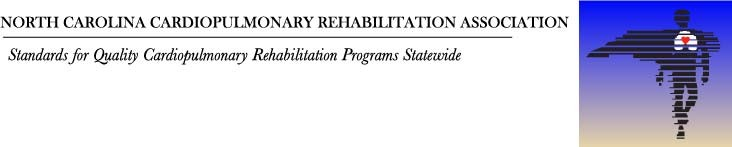 NORTH CAROLINA CARDIOPULMONARY REHABILITATION ASSOCIATION
Standards for Quality Cardiopulmonary Rehabilitation Programs Statewide